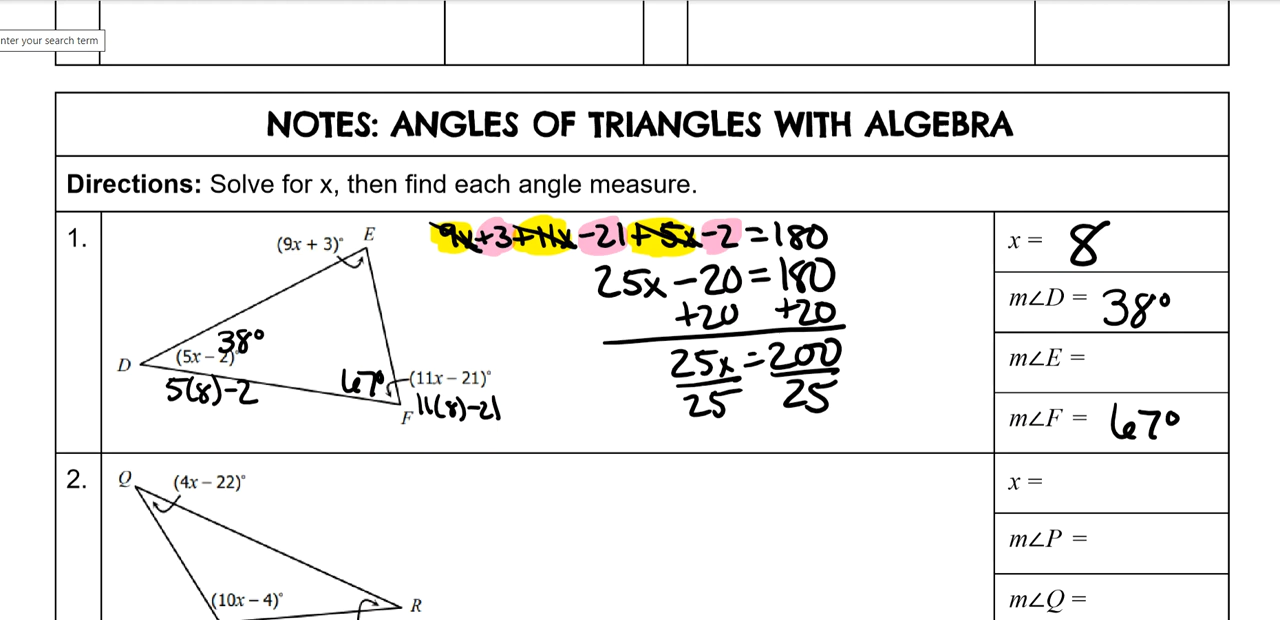 nter your search term
NOTES: ANGLES OF TRIANGLES WITH ALGEBRA
Directions: Solve for x, then find each angle measure.
1.
(9x + 3)°
E
9x+3+11x-21+5x-2=180
25x-20=180
+20 +20
25x=200
25 25
D
38°
(5x – 2)°
5(8)-2
67°
(11x – 21)°
F
11(8)-21
x = 8
m∠D = 38°
m∠E =
m∠F = 67°
2.
Q
(4x – 22)°
(10x – 4)°
R
x =
m∠P =
m∠Q =